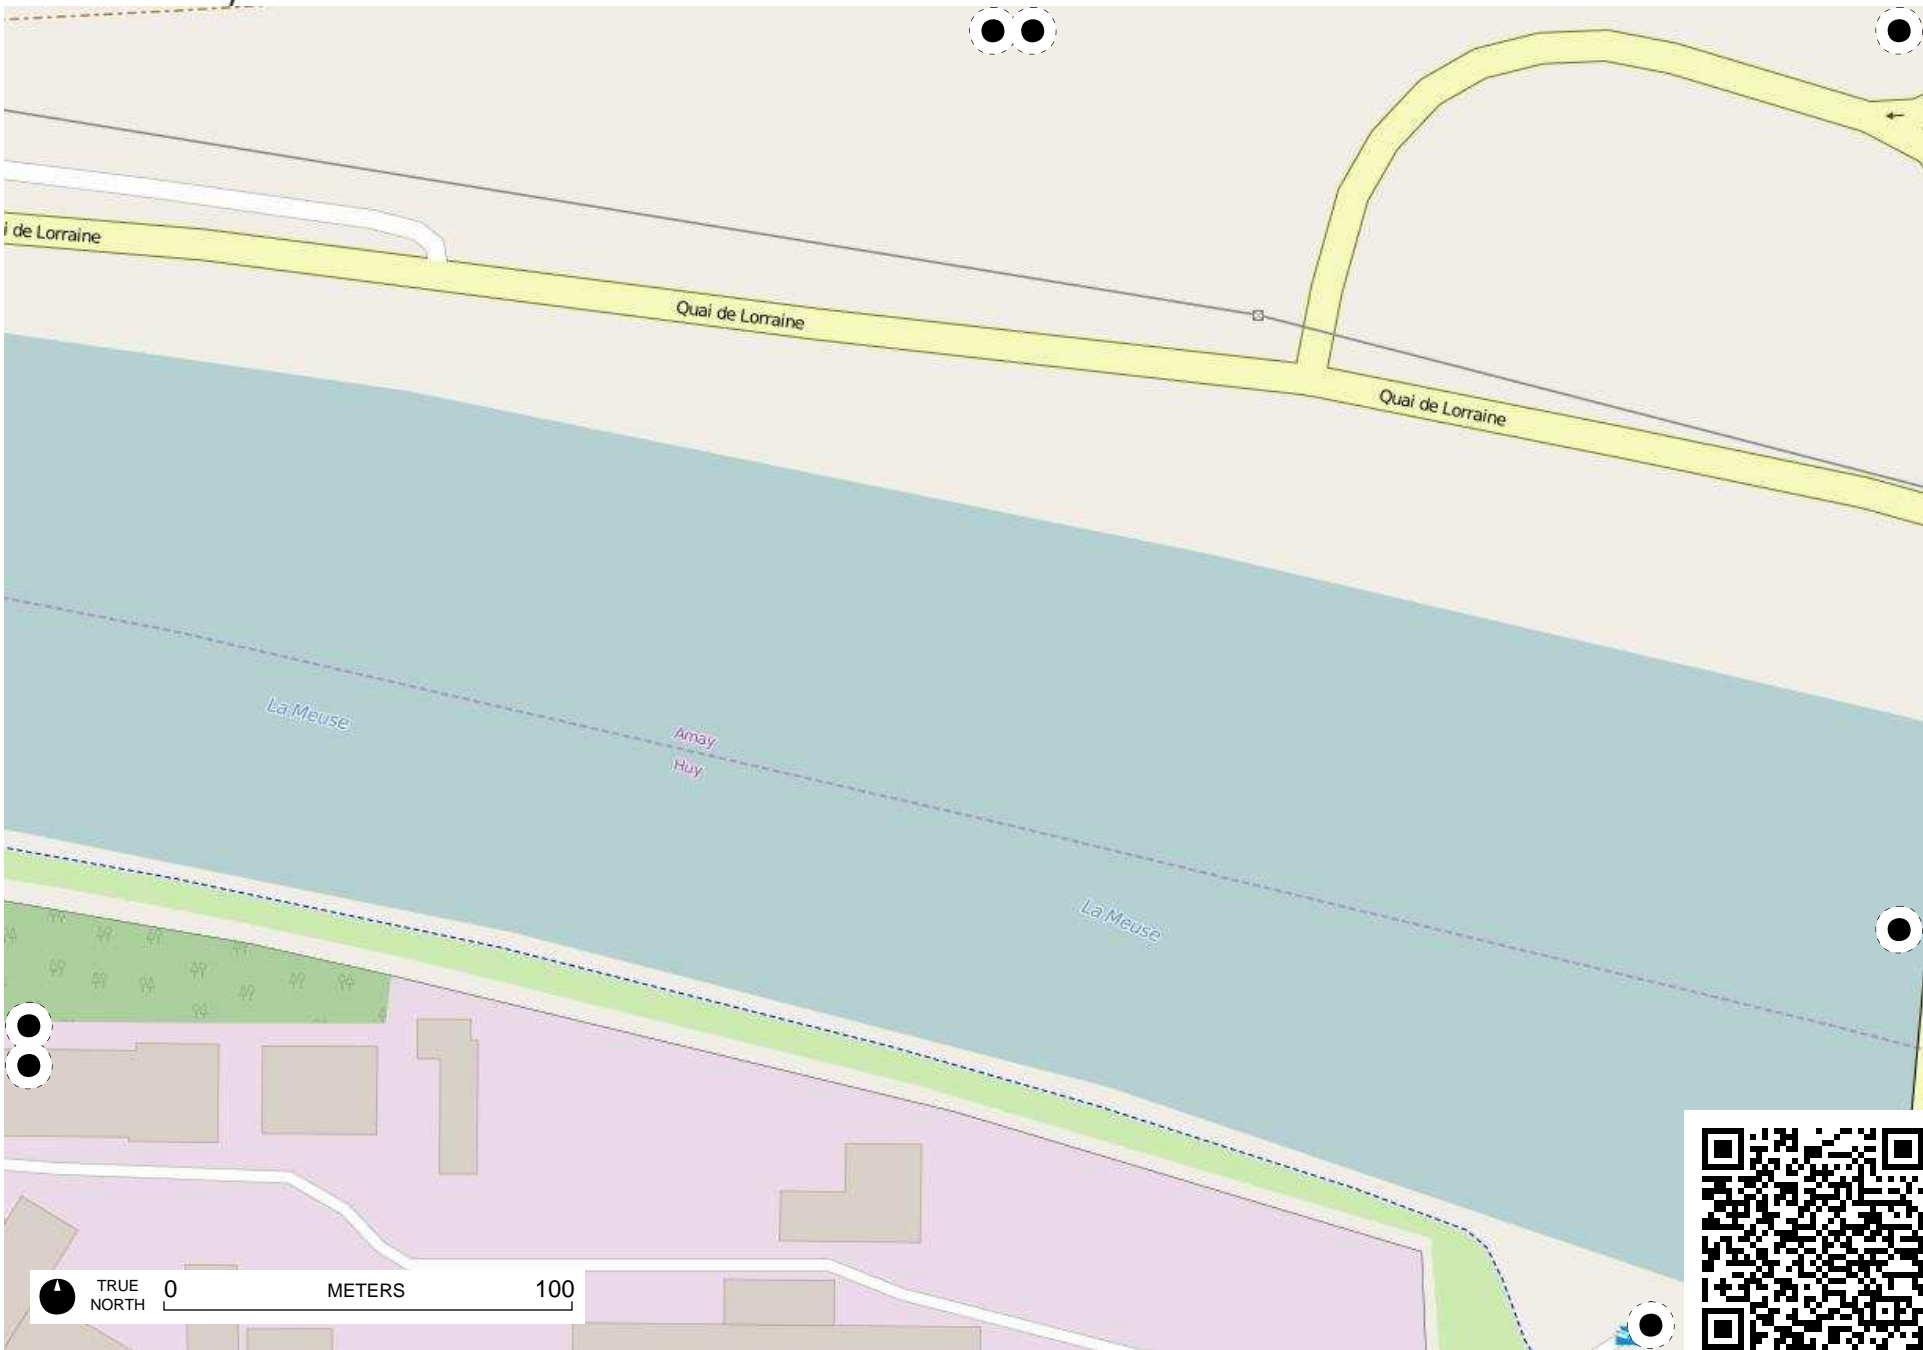 i de Lorraine
Quai de Lorraine
Quai de Lorraine
La Meuse
Amay
Huy
La Meuse
TRUE NORTH
0 METERS 100